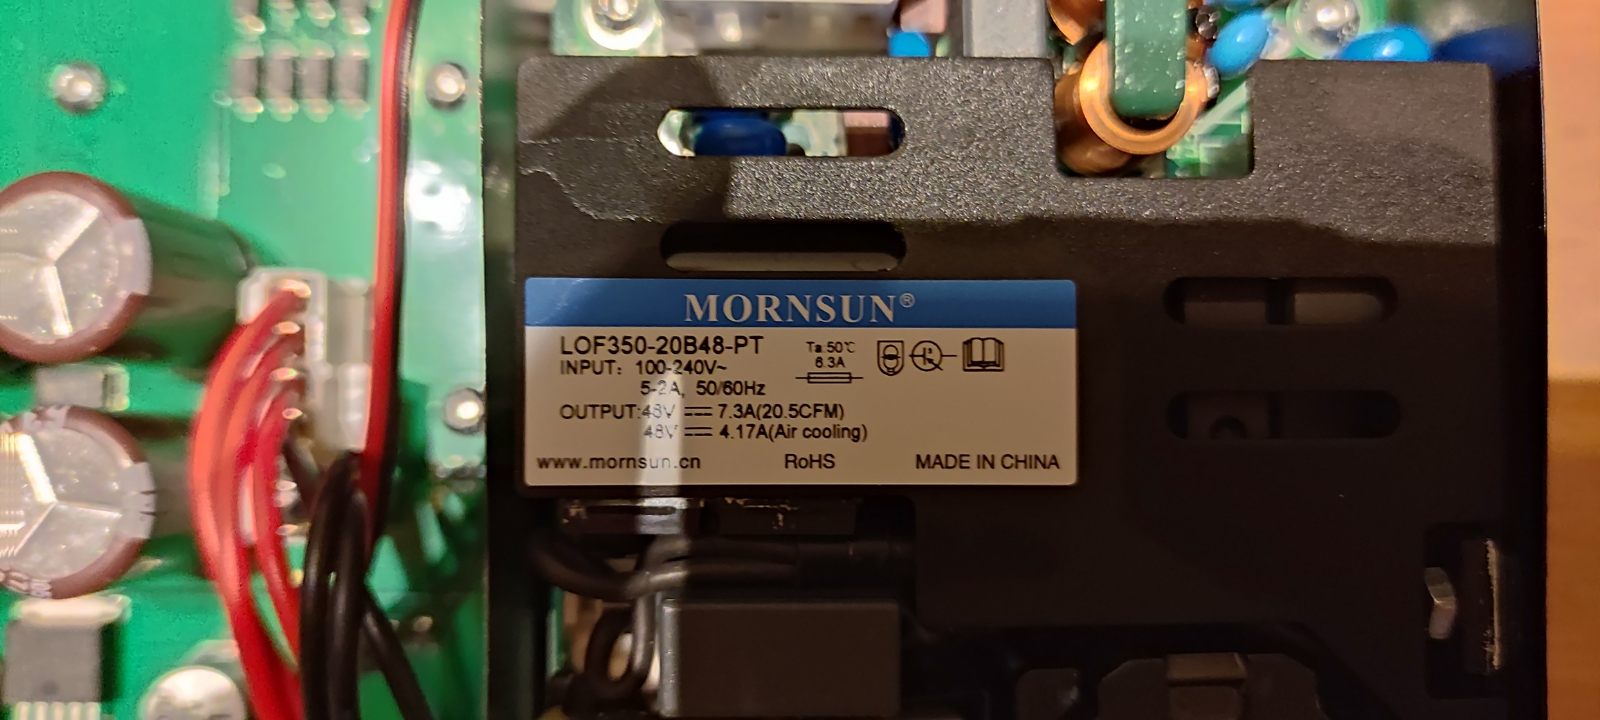 MORNSUN®
LOF350-20B48-PT
Ta 50℃
6.3A
INPUT: 100-240V~
5-2A, 50/60Hz
OUTPUT:48V ⎓ 7.3A(20.5CFM)
48V ⎓ 4.17A(Air cooling)
www.mornsun.cn RoHS MADE IN CHINA